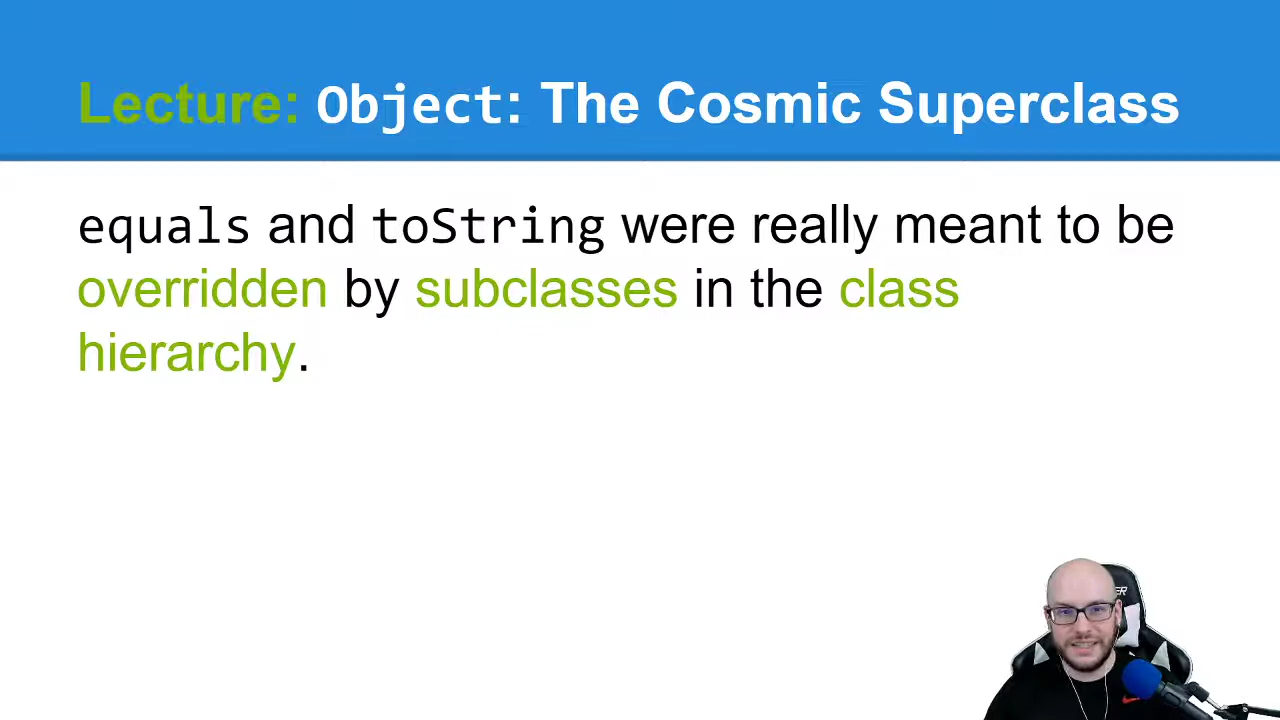 Lecture: Object: The Cosmic Superclass
equals and toString were really meant to be
overridden by subclasses in the class
hierarchy.
ER